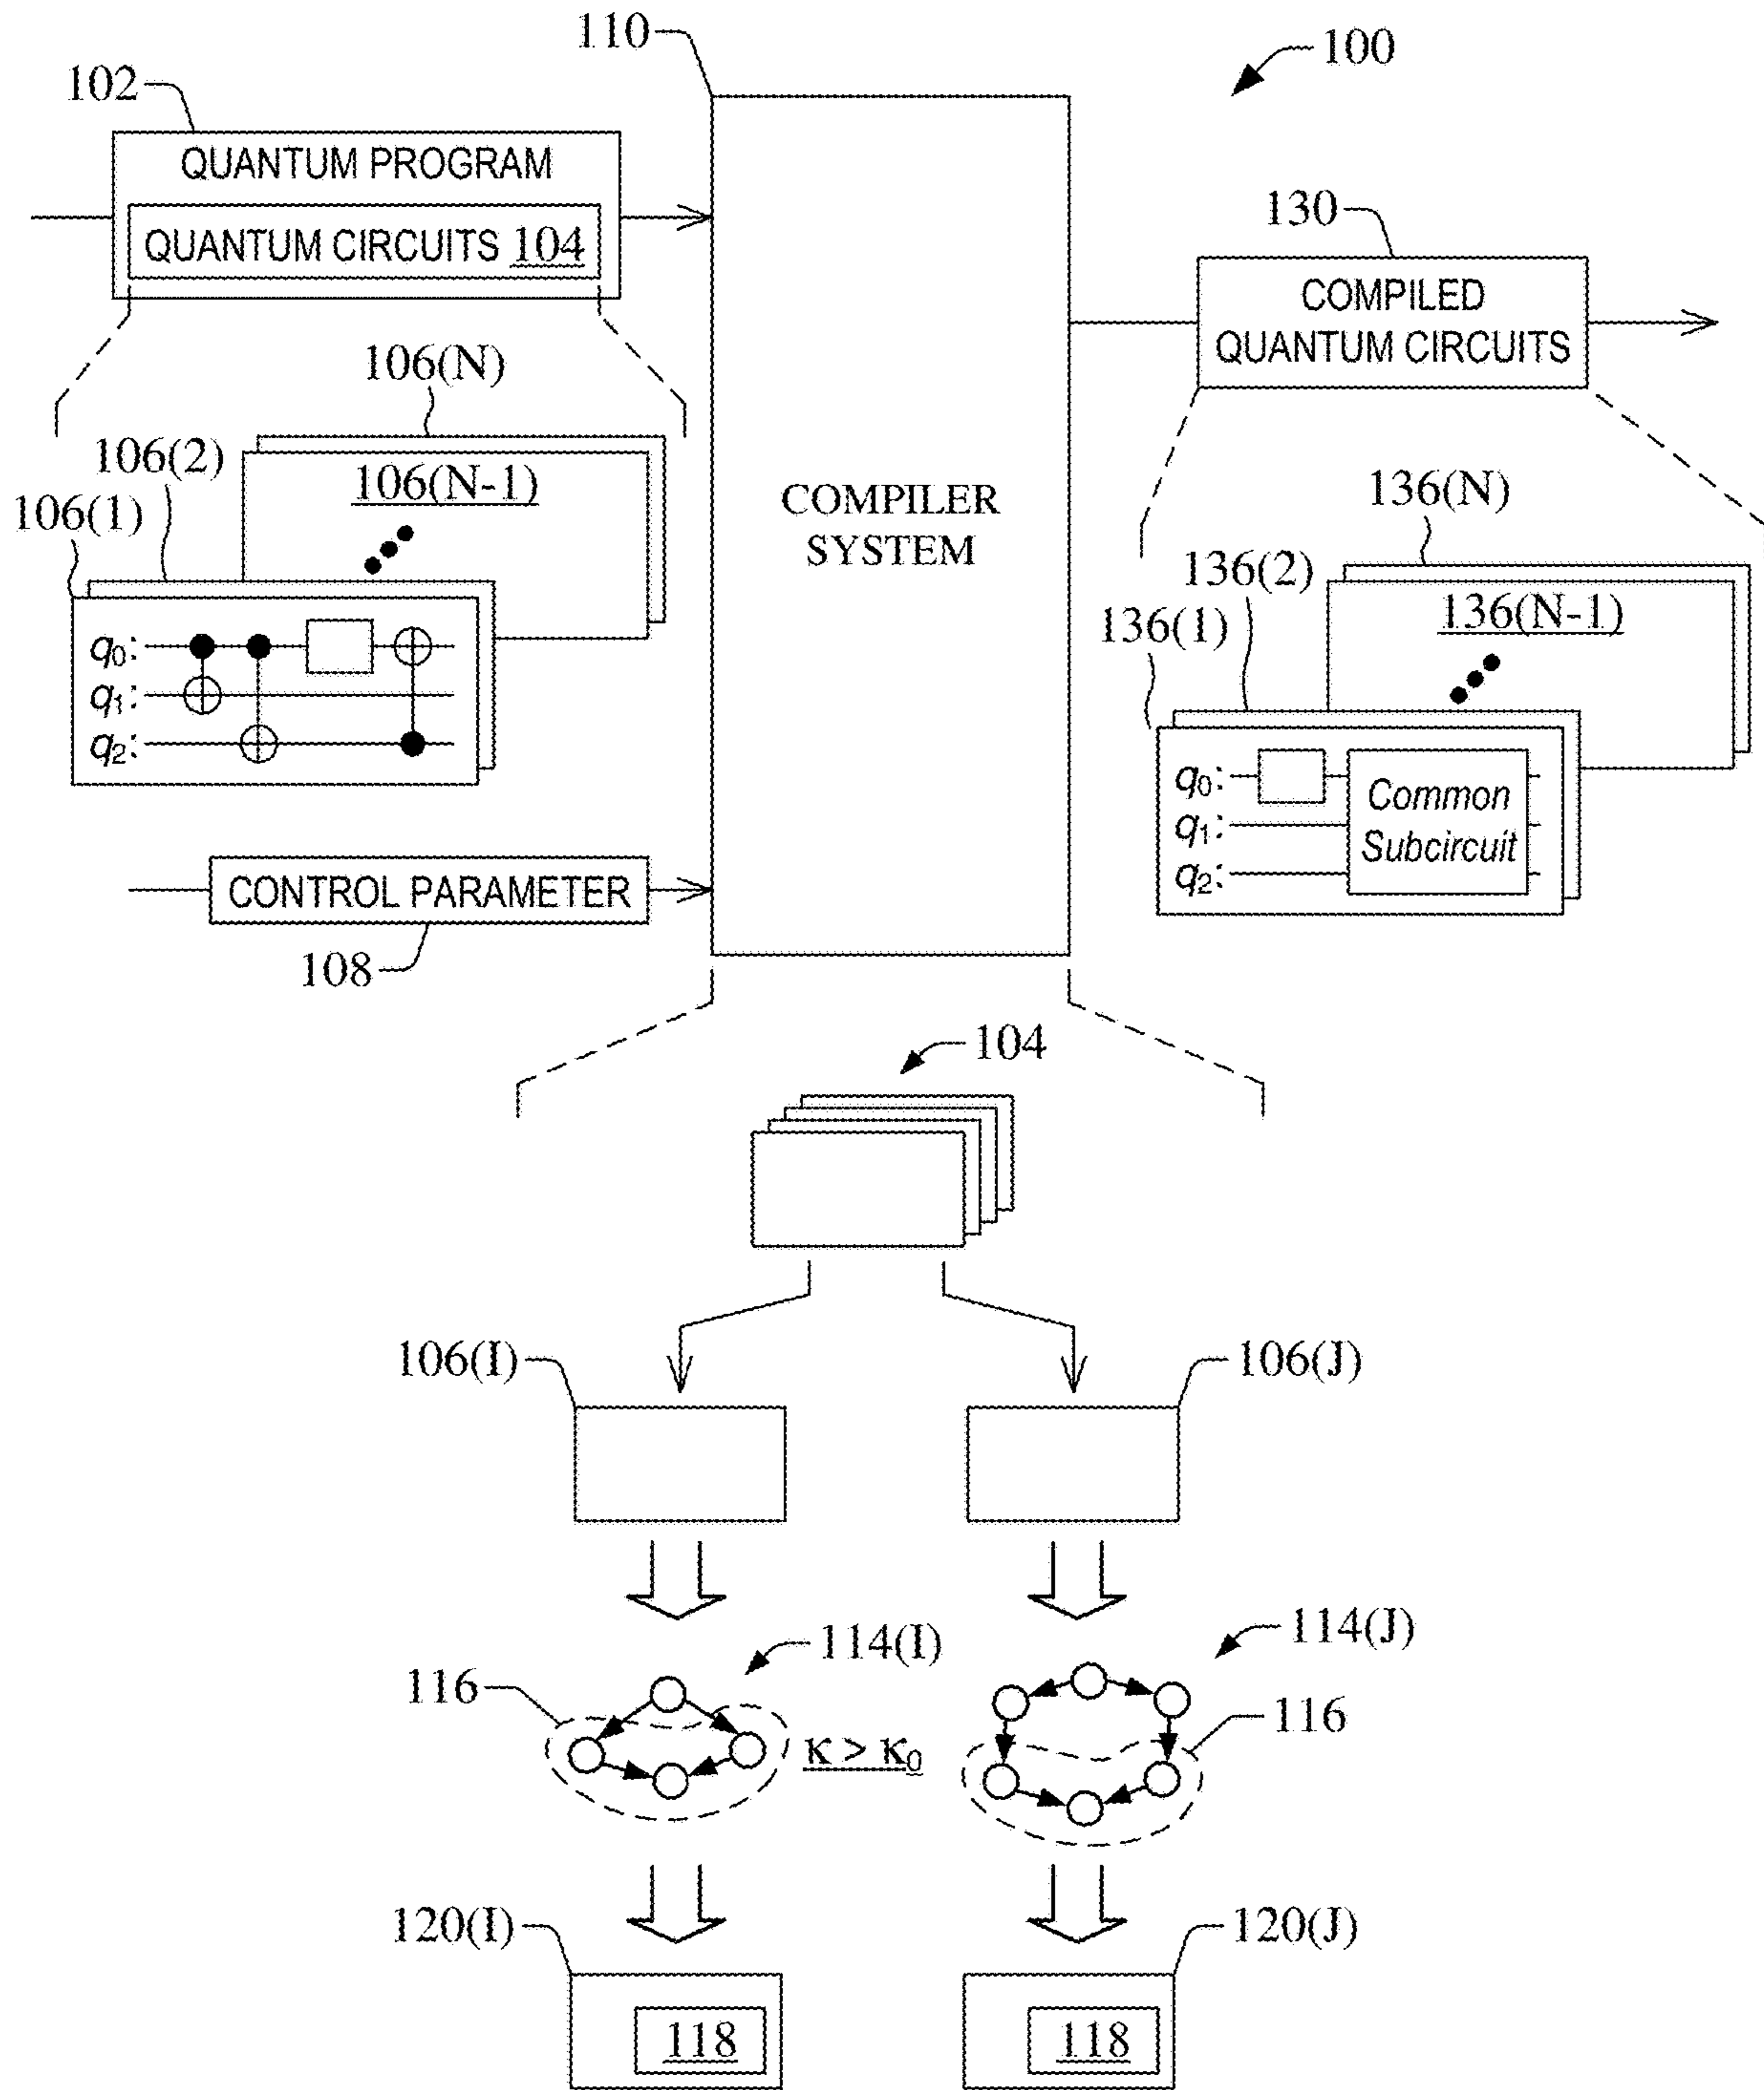 110
100
102
QUANTUM PROGRAM
QUANTUM CIRCUITS 104
130
COMPILED
QUANTUM CIRCUITS
106(N)
106(2)
106(N-1)
106(1)
q0:
q1:
q2:
COMPILER
SYSTEM
136(N)
136(2)
136(N-1)
136(1)
q0:
q1:
q2:
Common
Subcircuit
CONTROL PARAMETER
108
104
106(I)
106(J)
114(I)
114(J)
116
116
κ > κ0
120(I)
120(J)
118
118